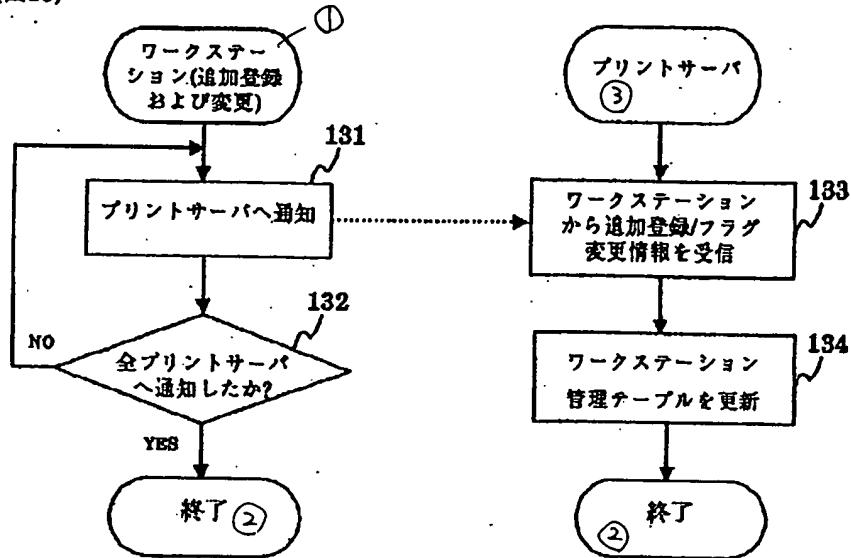 ①
ワークステー
ション(追加登録
および変更)
131
プリントサーバへ通知
132
全プリントサーバ
へ通知したか?
NO
YES
終了 ②
プリントサーバ
③
133
ワークステーション
から追加登録/フラグ
変更情報を受信
134
ワークステーション
管理テーブルを更新
② 終了